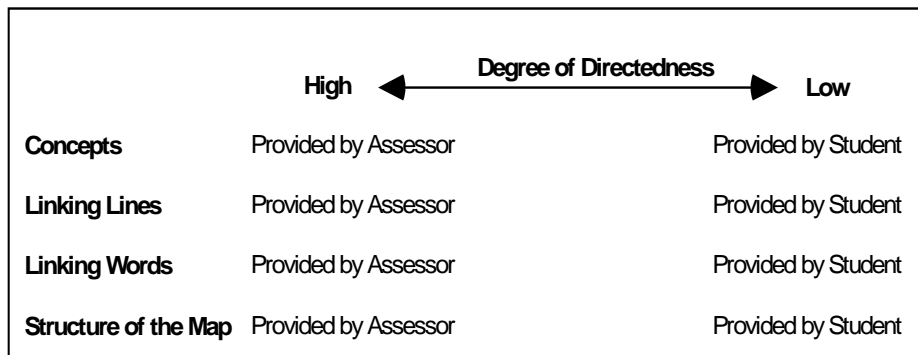 Degree of Directedness
High Low
Concepts Provided by Assessor Provided by Student
Linking Lines Provided by Assessor Provided by Student
Linking Words Provided by Assessor Provided by Student
Structure of the Map Provided by Assessor Provided by Student